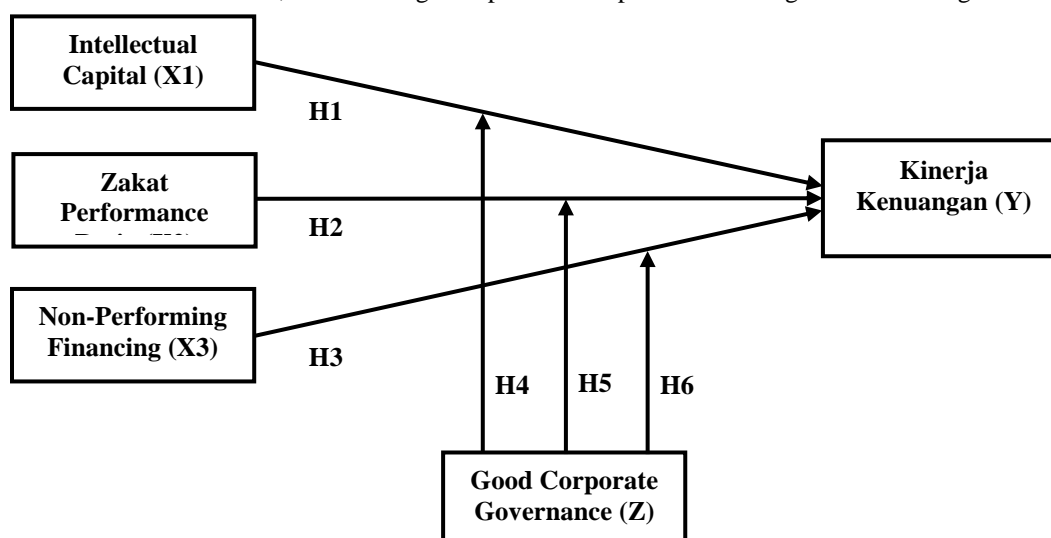 Intellectual
Capital (X1)
H1
Zakat
Performance
H2
Kinerja
Kenuangan (Y)
Non-Performing
Financing (X3)
H3
H4
H5
H6
Good Corporate
Governance (Z)